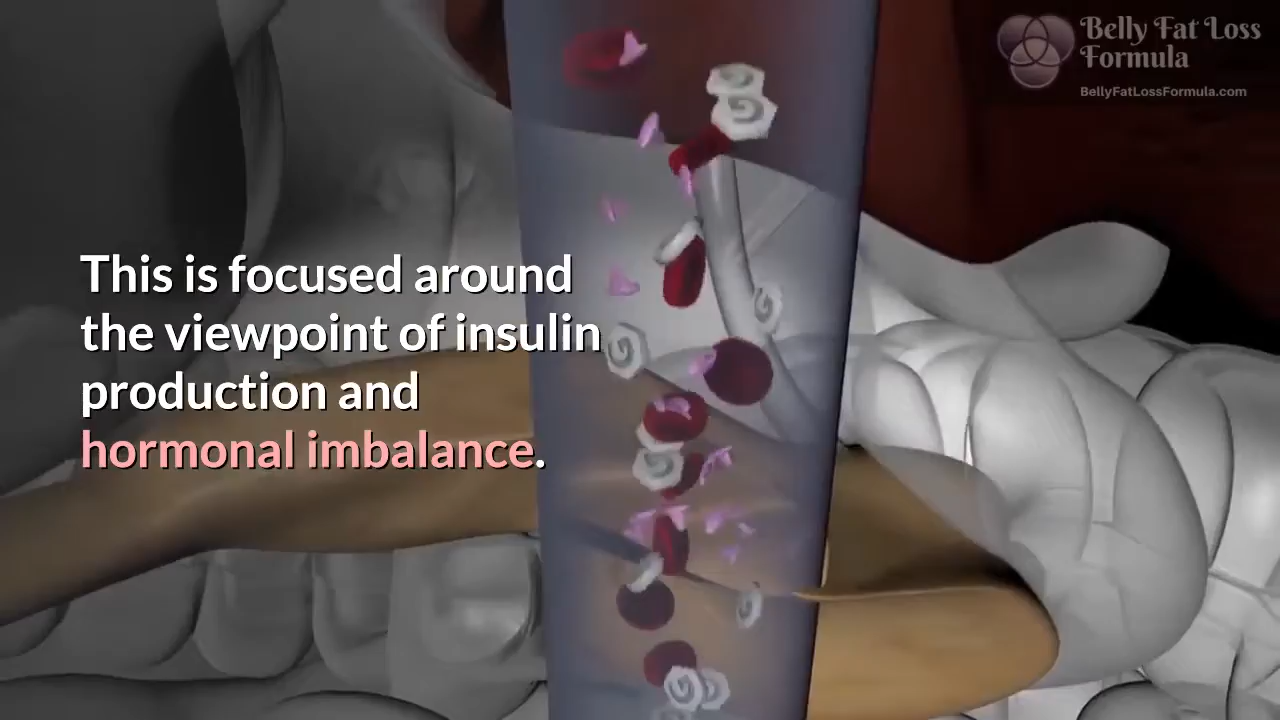 Belly Fat Loss
Formula
BellyFatLossFormula.com
This is focused around
the viewpoint of insulin
production and
hormonal imbalance.